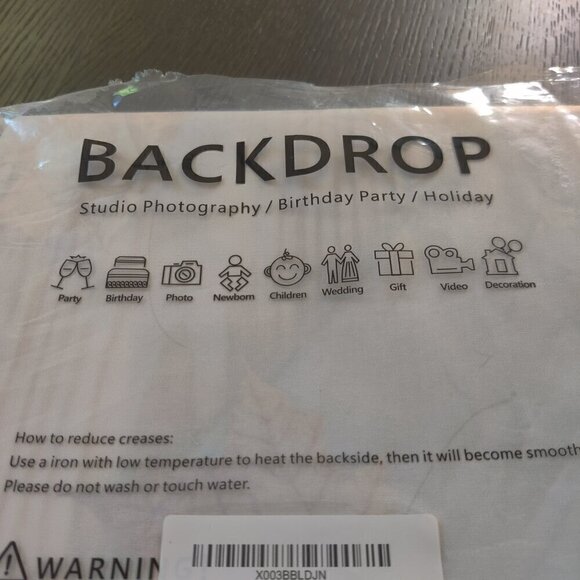 BACKDROP
Studio Photography / Birthday Party / Holiday
Party Birthday Photo Newborn Children Wedding Gift Video Decoration
How to reduce creases:
Use a iron with low temperature to heat the backside, then it will become smooth
Please do not wash or touch water.
WARNING
X003BBLDJN